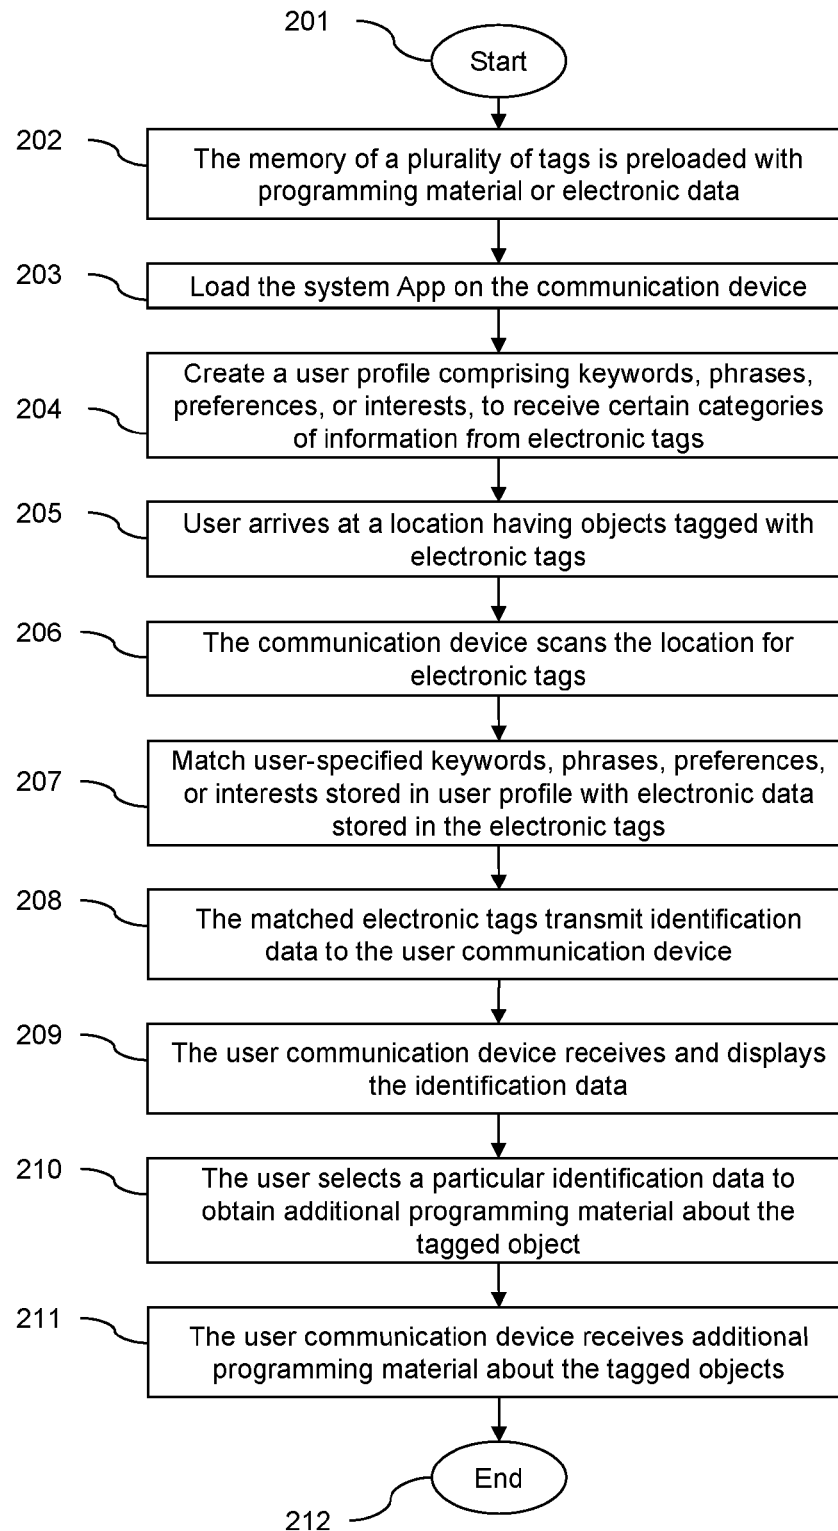 201
Start
202
The memory of a plurality of tags is preloaded with
programming material or electronic data
203
Load the system App on the communication device
204
Create a user profile comprising keywords, phrases,
preferences, or interests, to receive certain categories
of information from electronic tags
205
User arrives at a location having objects tagged with
electronic tags
206
The communication device scans the location for
electronic tags
207
Match user-specified keywords, phrases, preferences,
or interests stored in user profile with electronic data
stored in the electronic tags
208
The matched electronic tags transmit identification
data to the user communication device
209
The user communication device receives and displays
the identification data
210
The user selects a particular identification data to
obtain additional programming material about the
tagged object
211
The user communication device receives additional
programming material about the tagged objects
End
212